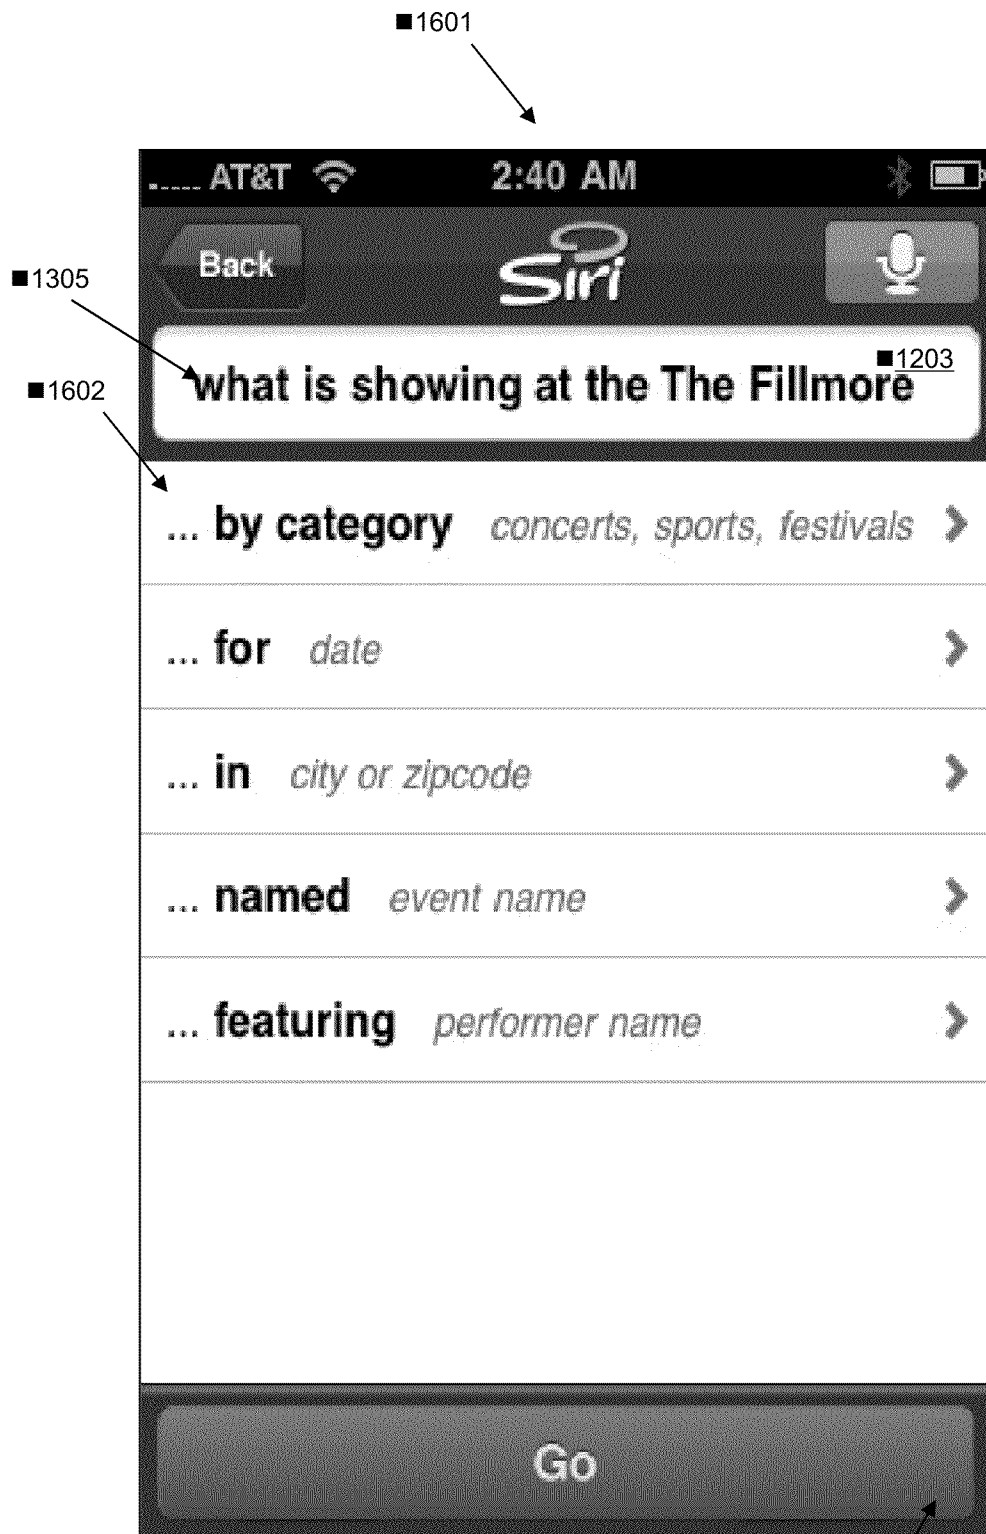 ■1601
..... AT&T 2:40 AM
Back Siri
■1305
■1203
what is showing at the The Fillmore
■1602
... by category concerts, sports, festivals
... for date
... in city or zipcode
... named event name
... featuring performer name
Go